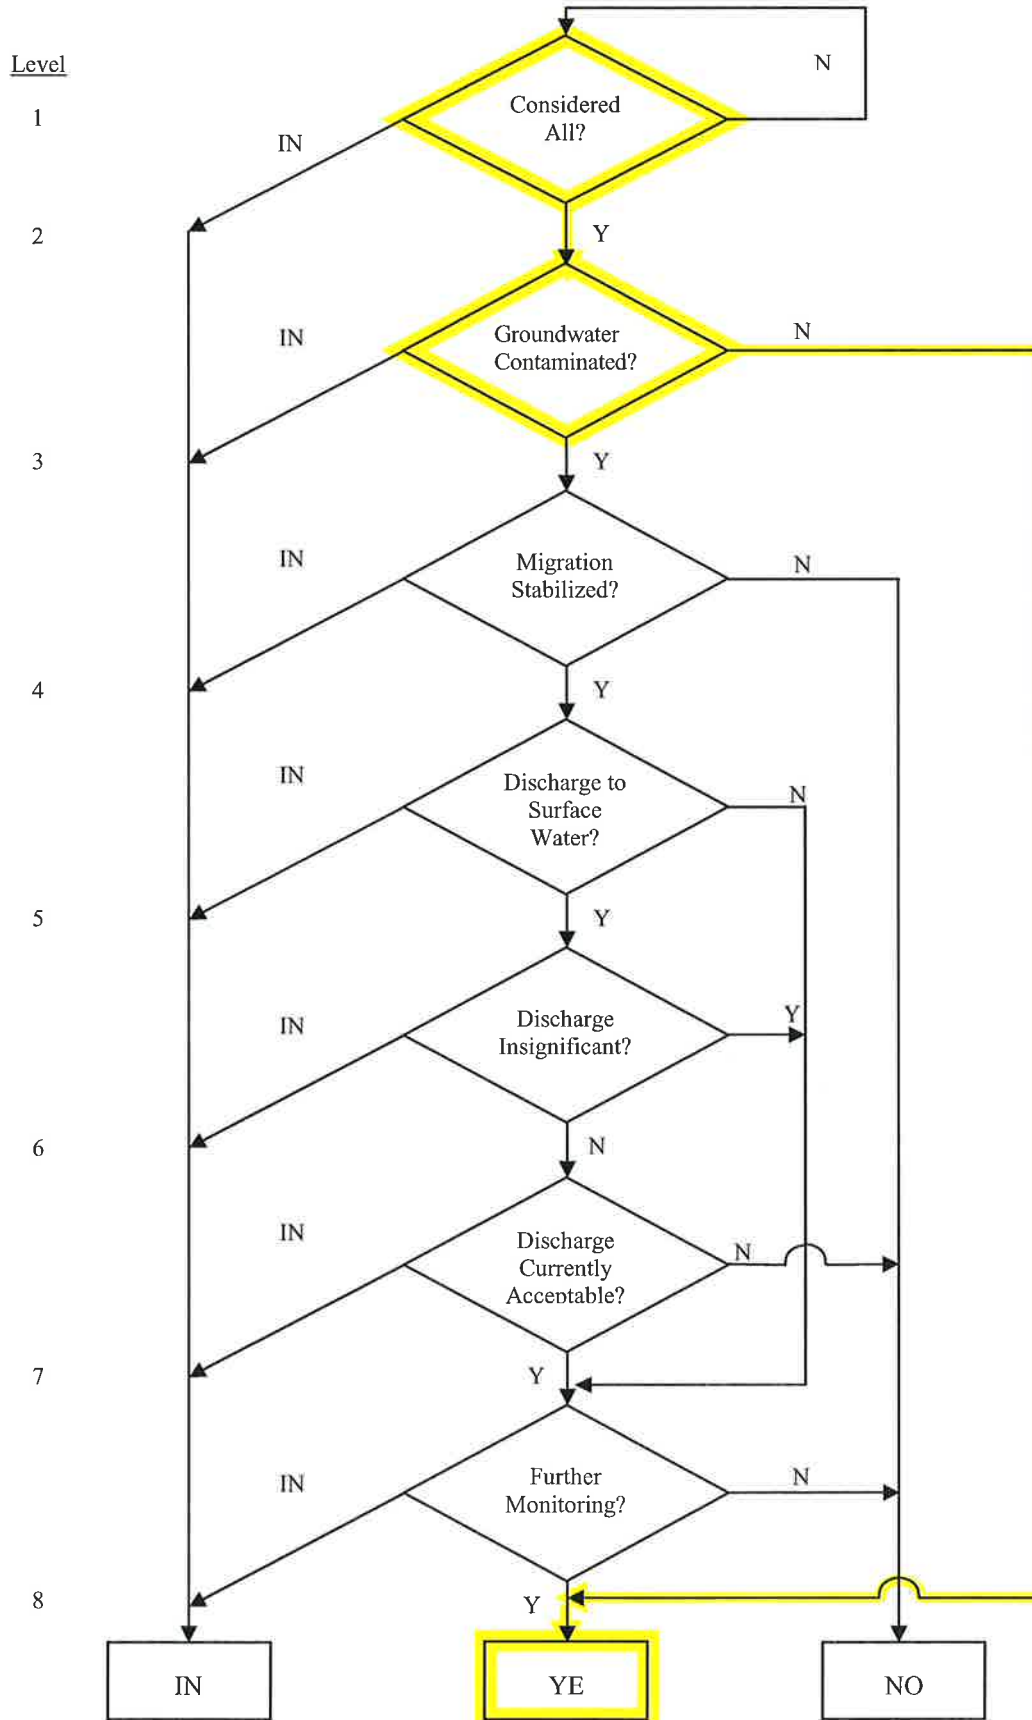 N
Level
Considered
All?
1
IN
Y
2
N
IN
Groundwater
Contaminated?
3
Y
IN
Migration
Stabilized?
N
4
Y
IN
Discharge to
Surface
Water?
N
5
Y
IN
Discharge
Insignificant?
Y
6
N
IN
Discharge
Currently
Acceptable?
N
7
Y
IN
Further
Monitoring?
N
8
Y
IN
YE
NO